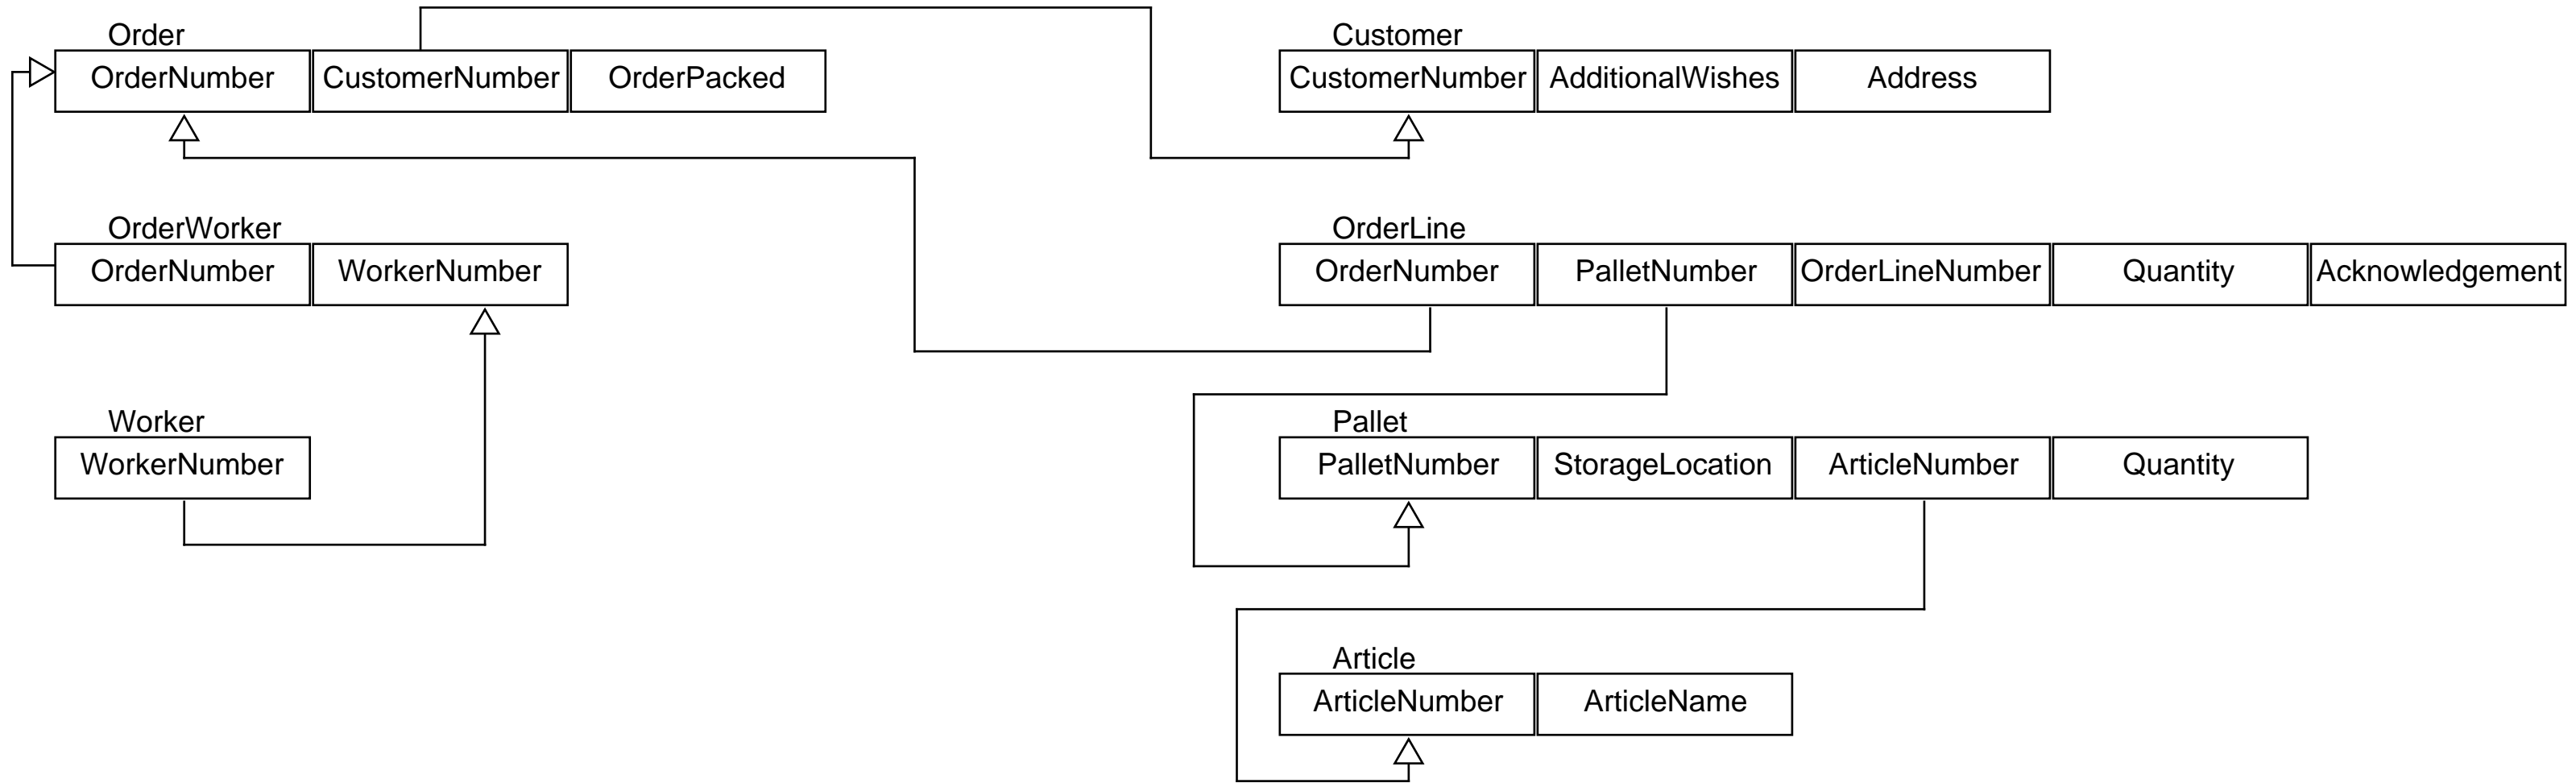 Order
OrderNumber CustomerNumber OrderPacked
Customer
CustomerNumber AdditionalWishes Address
OrderWorker
OrderNumber WorkerNumber
OrderLine
OrderNumber PalletNumber OrderLineNumber Quantity Acknowledgement
Worker
WorkerNumber
Pallet
PalletNumber StorageLocation ArticleNumber Quantity
Article
ArticleNumber ArticleName